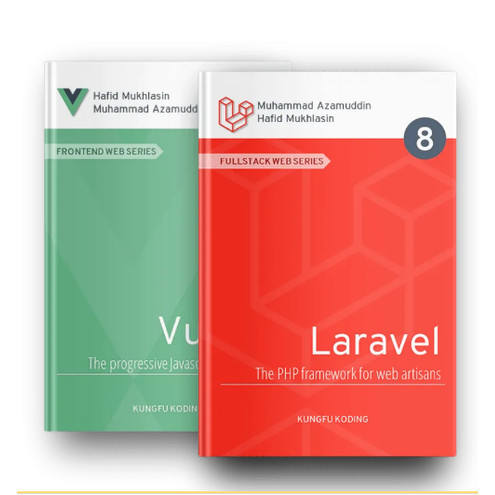 Hafid Mukhlasin
Muhammad Azamuddin
FRONTEND WEB SERIES
Vu
The progressive Javasc
KUNGFU KODING
Muhammad Azamuddin
Hafid Mukhlasin
8
FULLSTACK WEB SERIES
Laravel
The PHP framework for web artisans
KUNGFU KODING